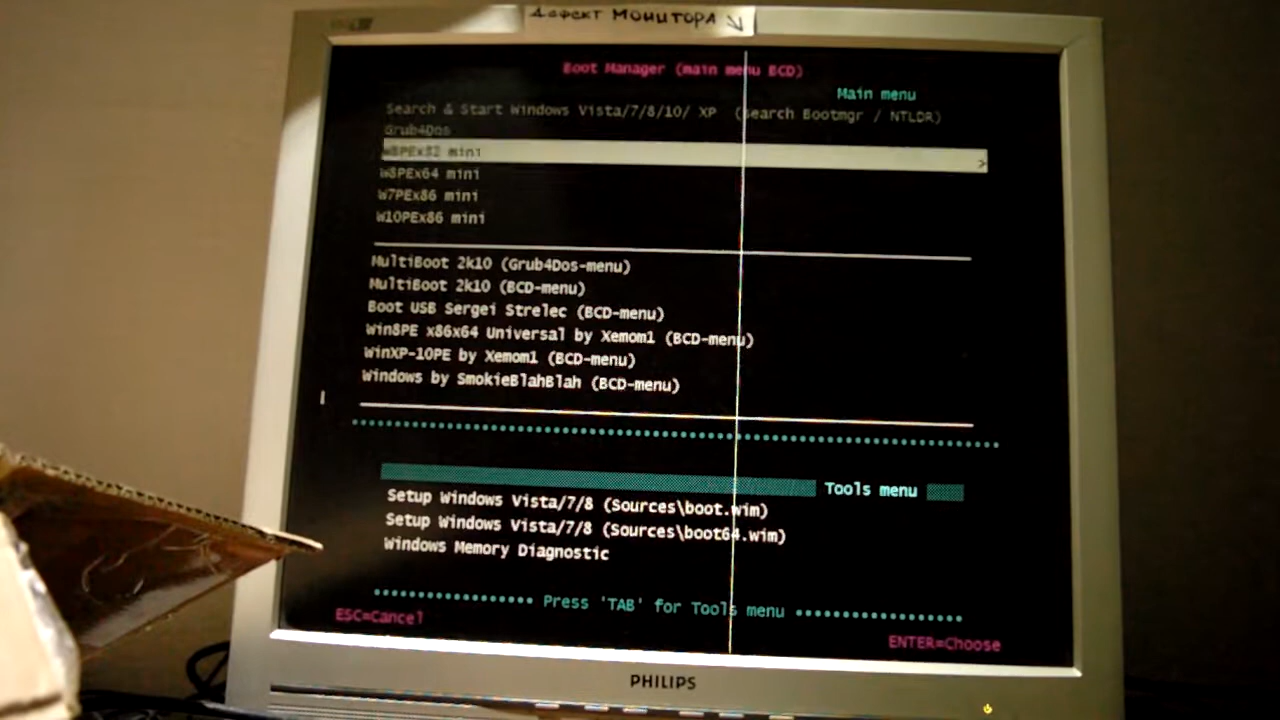 дефект монитора
Boot Manager (main menu BCD)
Main menu
Search & Start Windows Vista/7/8/10/ XP (search Bootmgr / NTLDR)
Grub4Dos
W8PEx32 mini >
W8PEx64 mini
W7PEx86 mini
W10PEx86 mini
MultiBoot 2k10 (Grub4Dos-menu)
MultiBoot 2k10 (BCD-menu)
Boot USB Sergei Strelec (BCD-menu)
Win8PE x86x64 Universal by Xemom1 (BCD-menu)
WinXP-10PE by Xemom1 (BCD-menu)
Windows by SmokieBlahBlah (BCD-menu)
Tools menu
Setup Windows Vista/7/8 (Sources\boot.wim)
Setup Windows Vista/7/8 (Sources\boot64.wim)
Windows Memory Diagnostic
Press 'TAB' for Tools menu
ESC=Cancel
ENTER=Choose
PHILIPS